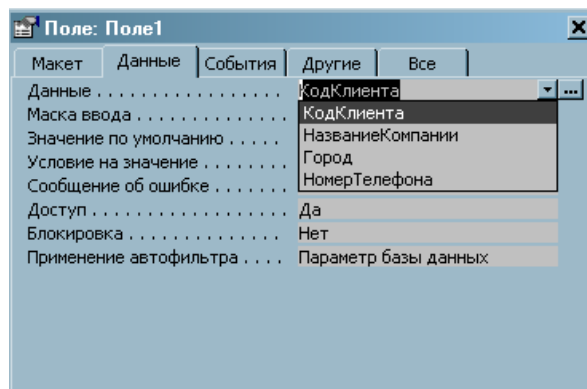 Поле: Поле1
Макет Данные События Другие Все
Данные . . . . . . . . . . . . . . . . . КодКлиента ...
Маска ввода . . . . . . . . . . . . . КодКлиента
Значение по умолчанию . . . . . НазваниеКомпании
Условие на значение . . . . . . . . Город
Сообщение об ошибке . . . . . . . НомерТелефона
Доступ . . . . . . . . . . . . . . . . . . Да
Блокировка . . . . . . . . . . . . . . . Нет
Применение автофильтра . . . . Параметр базы данных